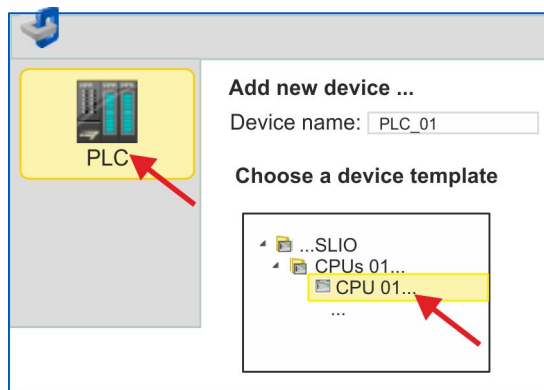 PLC
Add new device ...
Device name: PLC_01
Choose a device template
...SLIO
CPUs 01...
CPU 01...
...